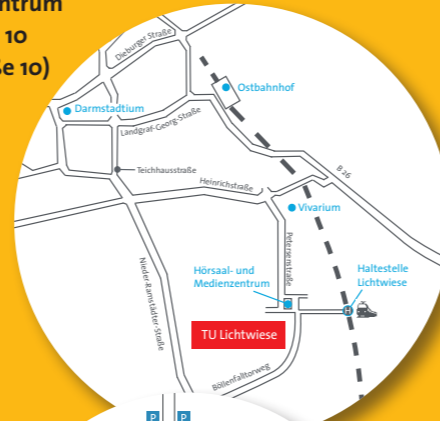 ntrum
10
ße 10)
Dieburger Straße
Ostbahnhof
Darmstadtium
Landgraf-Georg-Straße
Teichhausstraße
Heinrichstraße
B 26
Vivarium
Petersenstraße
Nieder-Ramstädter-Straße
Hörsaal- und
Medienzentrum
Haltestelle
Lichtwiese
H
TU Lichtwiese
Böllenfalltorweg
P P